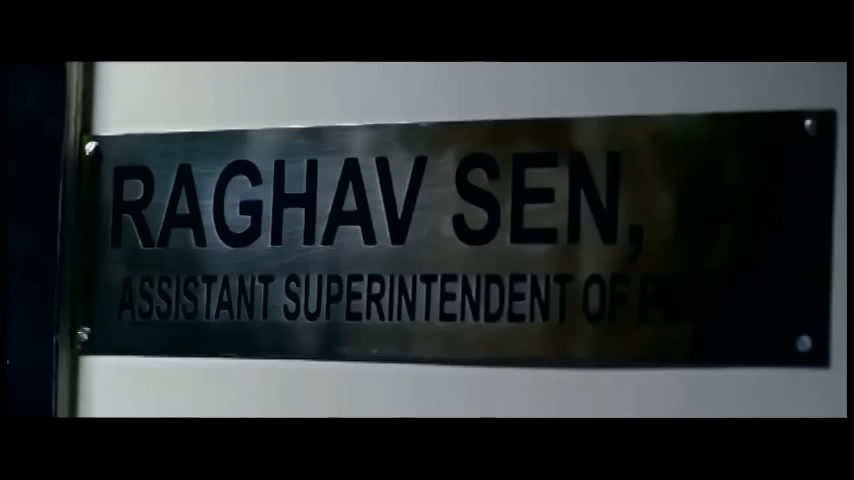 RAGHAV SEN,
ASSISTANT SUPERINTENDENT OF